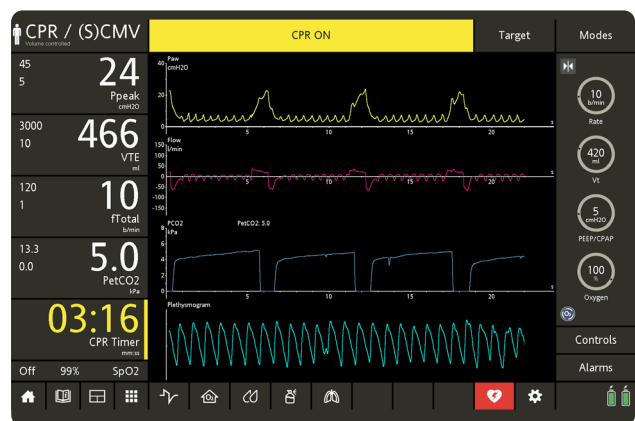 CPR / (S)CMV
Volume controlled
CPR ON
Target
Modes
45
5
24
Ppeak
cmH2O
3000
10
466
VTE
ml
120
1
10
fTotal
b/min
13.3
0.0
5.0
PetCO2
kPa
03:16
CPR Timer
mm:ss
Off 99% SpO2
Paw
cmH2O
40
20
0
5 10 15 20 s
Flow
l/min
150
100
50
-50
-100
-150
5 10 15 20 s
PCO2 PetCO2: 5.0
kPa
8
6
4
2
5 10 15 20 s
Plethysmogram
10
b/min
Rate
420
ml
Vt
5
cmH2O
PEEP/CPAP
100
%
Oxygen
O2
Controls
Alarms
O2